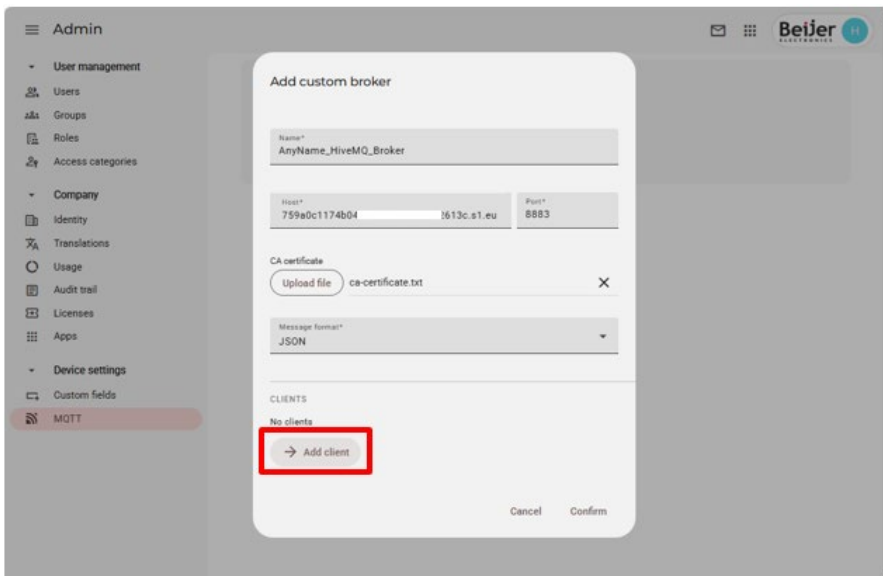 Admin
Beijer
ELECTRONICS
H
User management
Users
Groups
Roles
Access categories
Company
Identity
Translations
Usage
Audit trail
Licenses
Apps
Device settings
Custom fields
MQTT
Add custom broker
Name*
AnyName_HiveMQ_Broker
Host*
759a0c1174b04 2613c.s1.eu
Port*
8883
CA certificate
Upload file ca-certificate.txt
Message format*
JSON
CLIENTS
No clients
Add client
Cancel Confirm